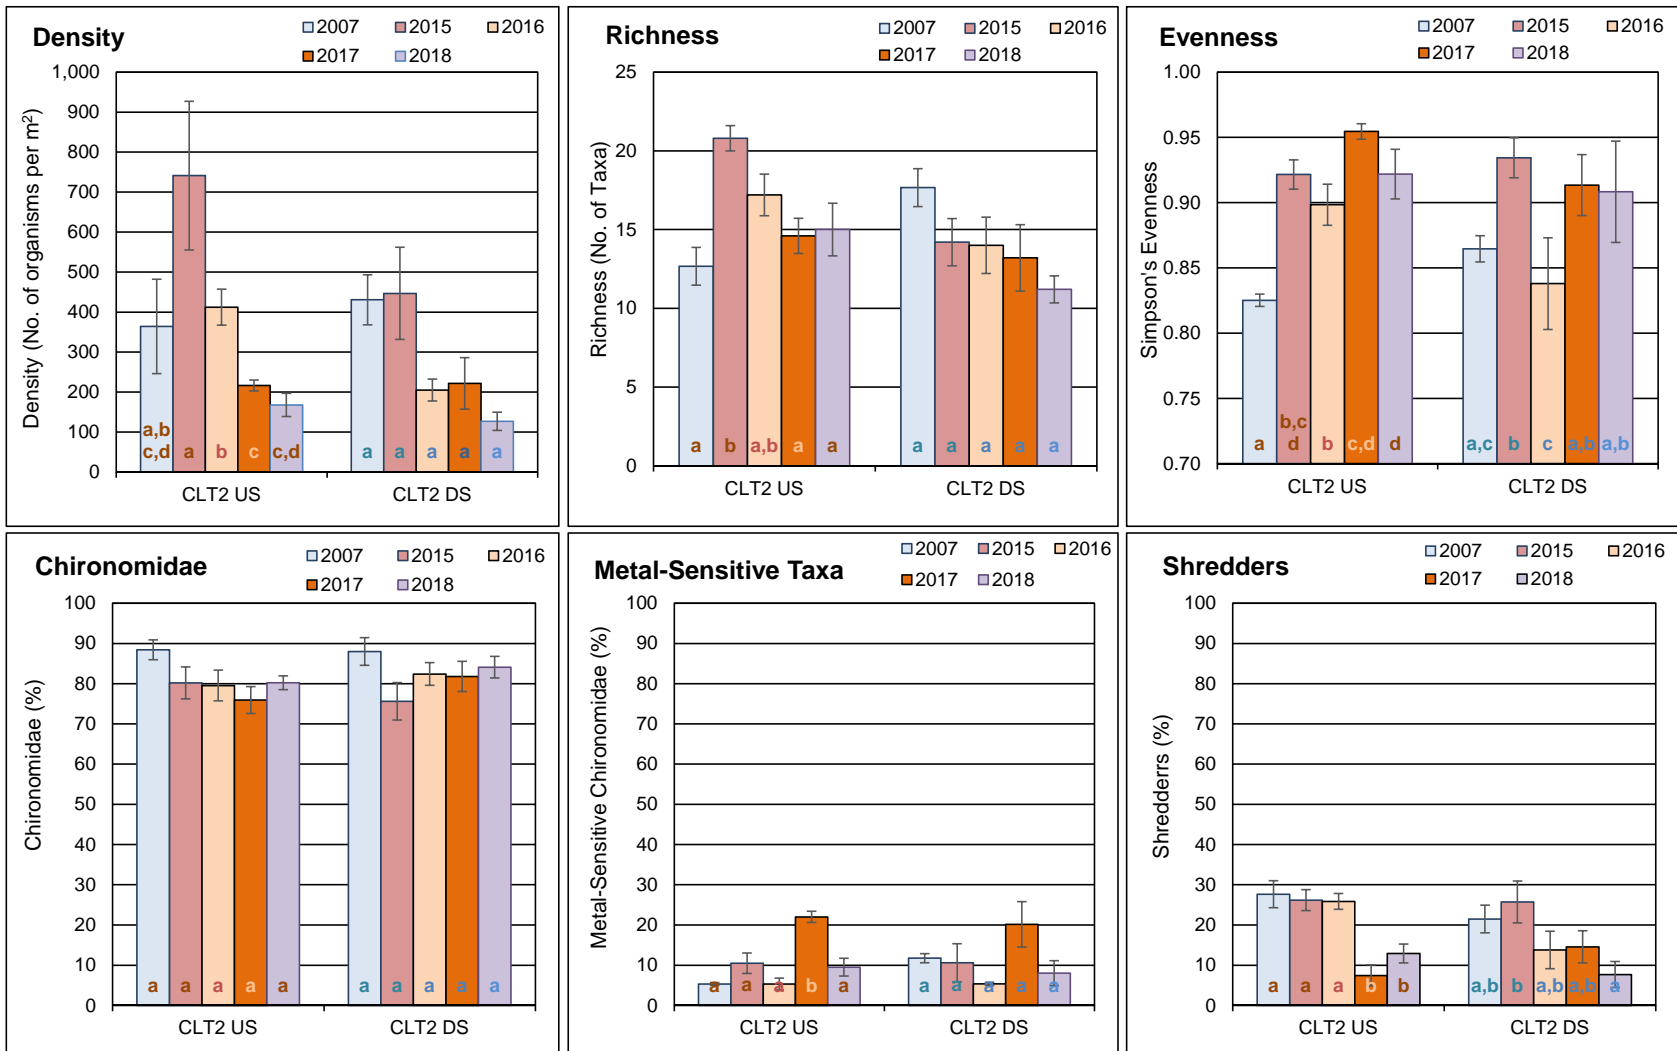 Density
2007 2015 2016
2017 2018
Density (No. of organisms per m²)
1,000
900
800
700
600
500
400
300
200
100
0
a,b
c,d a b c c,d a a a a a
CLT2 US CLT2 DS
Richness
2007 2015 2016
2017 2018
Richness (No. of Taxa)
25
20
15
10
5
0
a b a,b a a a a a a a
CLT2 US CLT2 DS
Evenness
2007 2015 2016
2017 2018
Simpson's Evenness
1.00
0.95
0.90
0.85
0.80
0.75
0.70
b,c
a d b c,d d a,c b c a,b a,b
CLT2 US CLT2 DS
Chironomidae
2007 2015 2016
2017 2018
Chironomidae (%)
100
90
80
70
60
50
40
30
20
10
0
a a a a a a a a a a
CLT2 US CLT2 DS
Metal-Sensitive Taxa
2007 2015 2016
2017 2018
Metal-Sensitive Chironomidae (%)
100
90
80
70
60
50
40
30
20
10
0
a a a b a a a a a a
CLT2 US CLT2 DS
Shredders
2007 2015 2016
2017 2018
Shredderrs (%)
100
90
80
70
60
50
40
30
20
10
0
a a a b b a,b b a,b a,b a
CLT2 US CLT2 DS